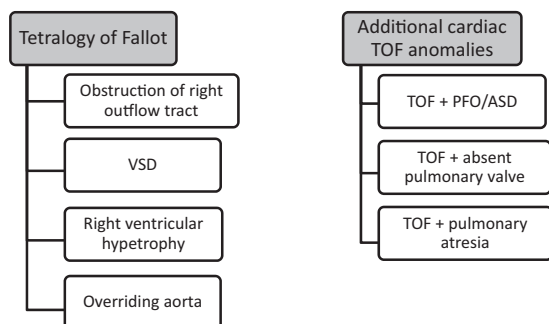 Tetralogy of Fallot
Obstruction of right
outflow tract
VSD
Right ventricular
hypetrophy
Overriding aorta
Additional cardiac
TOF anomalies
TOF + PFO/ASD
TOF + absent
pulmonary valve
TOF + pulmonary
atresia